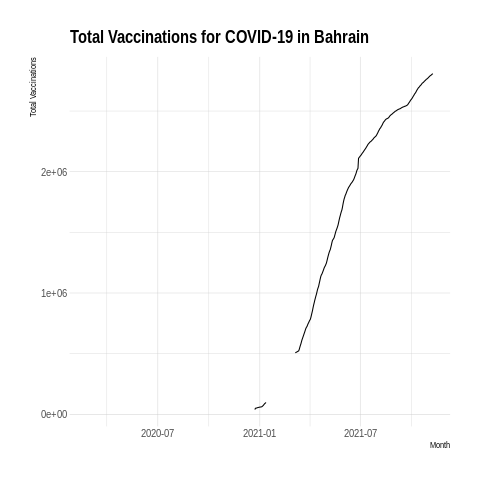 Total Vaccinations for COVID-19 in Bahrain
Total Vaccinations
2e+06
1e+06
0e+00
2020-07 2021-01 2021-07
Month